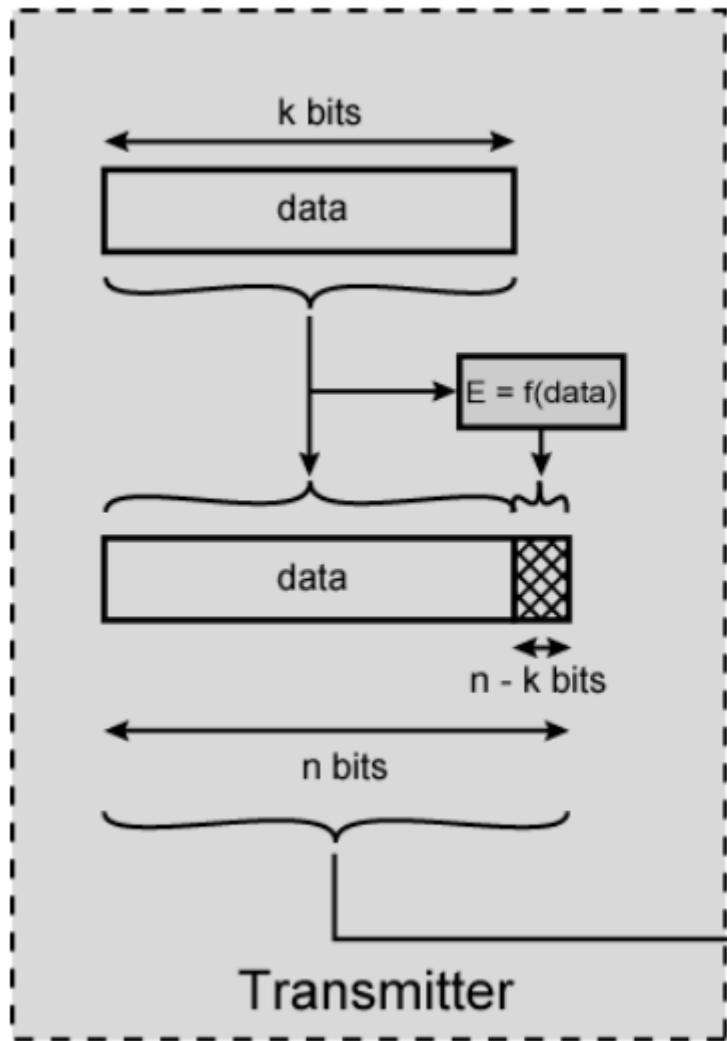 k bits
data
E = f(data)
data
n - k bits
n bits
Transmitter